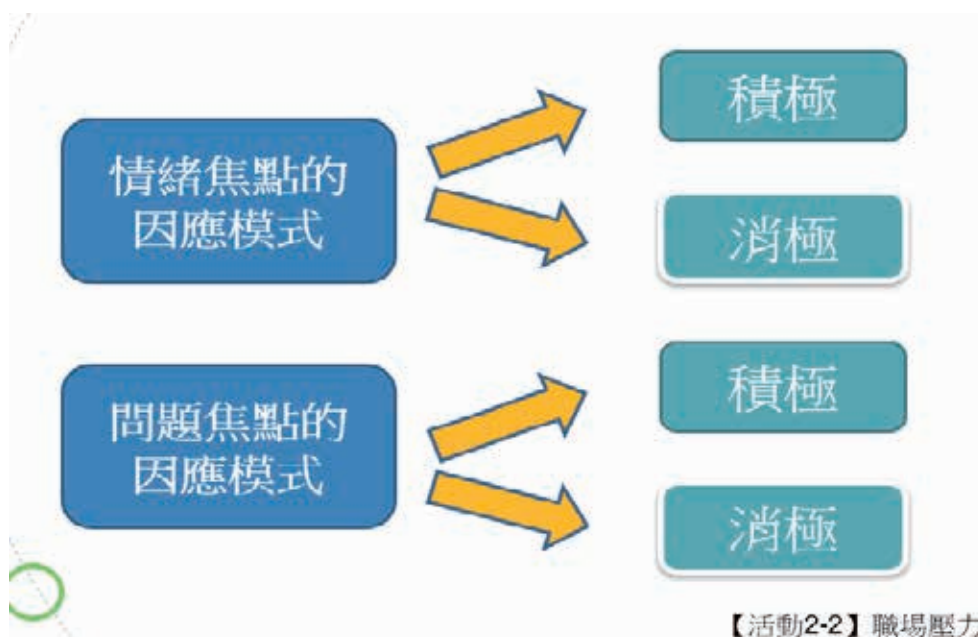 情緒焦點的
因應模式
積極
消極
問題焦點的
因應模式
積極
消極
【活動2-2】職場壓力